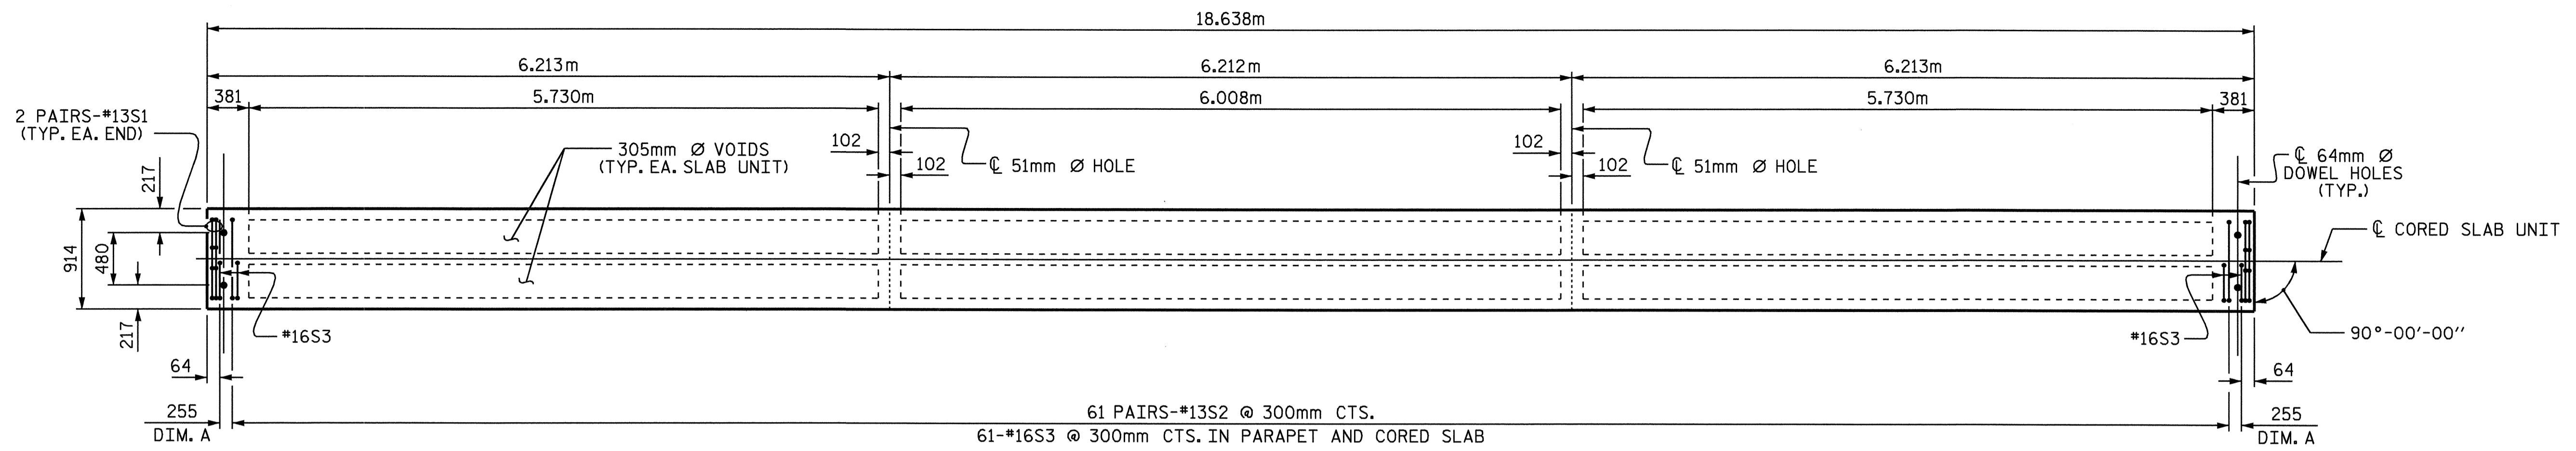 18.638m
6.213m
6.212m
6.213m
381
5.730m
6.008m
5.730m
381
2 PAIRS-#13S1
(TYP. EA. END)
305mm Ø VOIDS
(TYP. EA. SLAB UNIT)
102
102
℄ 51mm Ø HOLE
102
102
℄ 51mm Ø HOLE
℄ 64mm Ø
DOWEL HOLES
(TYP.)
217
914
480
217
℄ CORED SLAB UNIT
#16S3
#16S3
90°-00'-00"
64
64
255
DIM. A
61 PAIRS-#13S2 @ 300mm CTS.
61-#16S3 @ 300mm CTS. IN PARAPET AND CORED SLAB
255
DIM. A